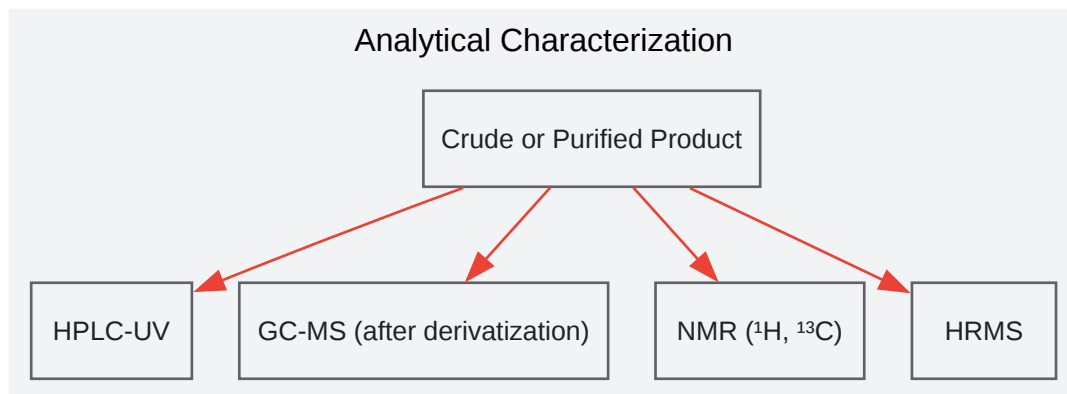 Analytical Characterization
Crude or Purified Product
HPLC-UV
GC-MS (after derivatization)
NMR (¹H, ¹³C)
HRMS